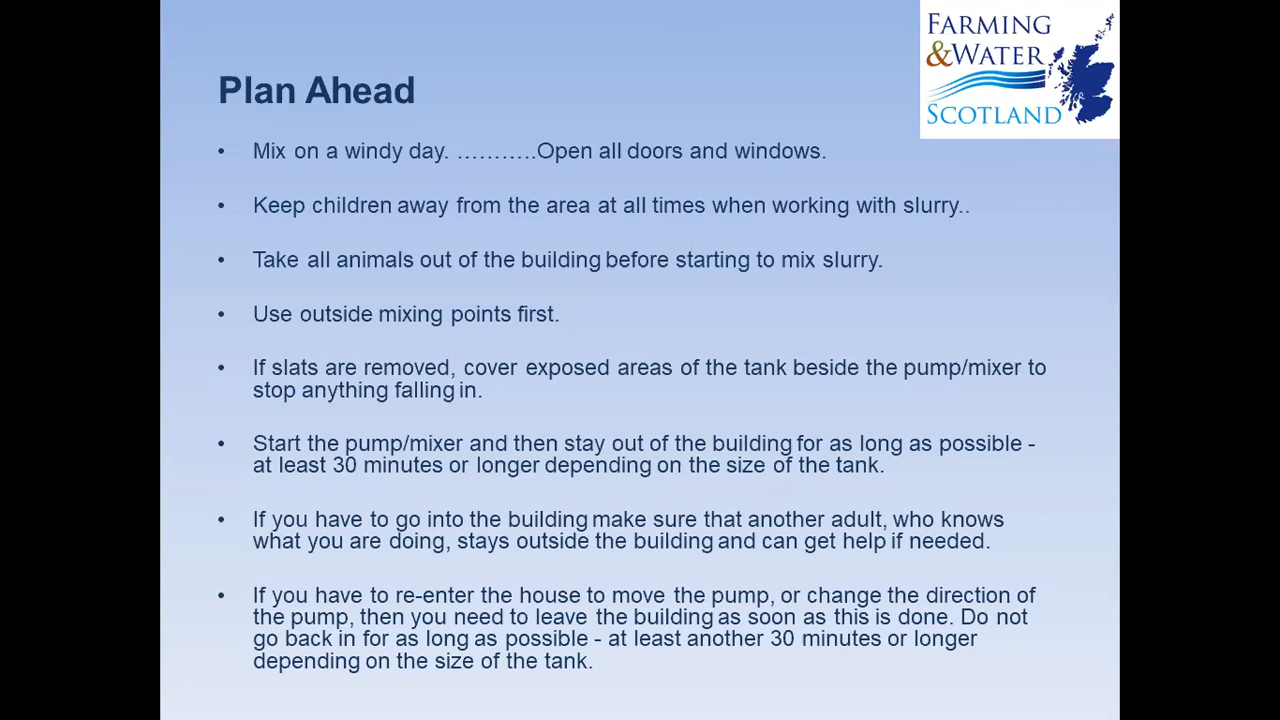 FARMING
&WATER
SCOTLAND
Plan Ahead
• Mix on a windy day. ………..Open all doors and windows.
• Keep children away from the area at all times when working with slurry..
• Take all animals out of the building before starting to mix slurry.
• Use outside mixing points first.
• If slats are removed, cover exposed areas of the tank beside the pump/mixer to
stop anything falling in.
• Start the pump/mixer and then stay out of the building for as long as possible -
at least 30 minutes or longer depending on the size of the tank.
• If you have to go into the building make sure that another adult, who knows
what you are doing, stays outside the building and can get help if needed.
• If you have to re-enter the house to move the pump, or change the direction of
the pump, then you need to leave the building as soon as this is done. Do not
go back in for as long as possible - at least another 30 minutes or longer
depending on the size of the tank.